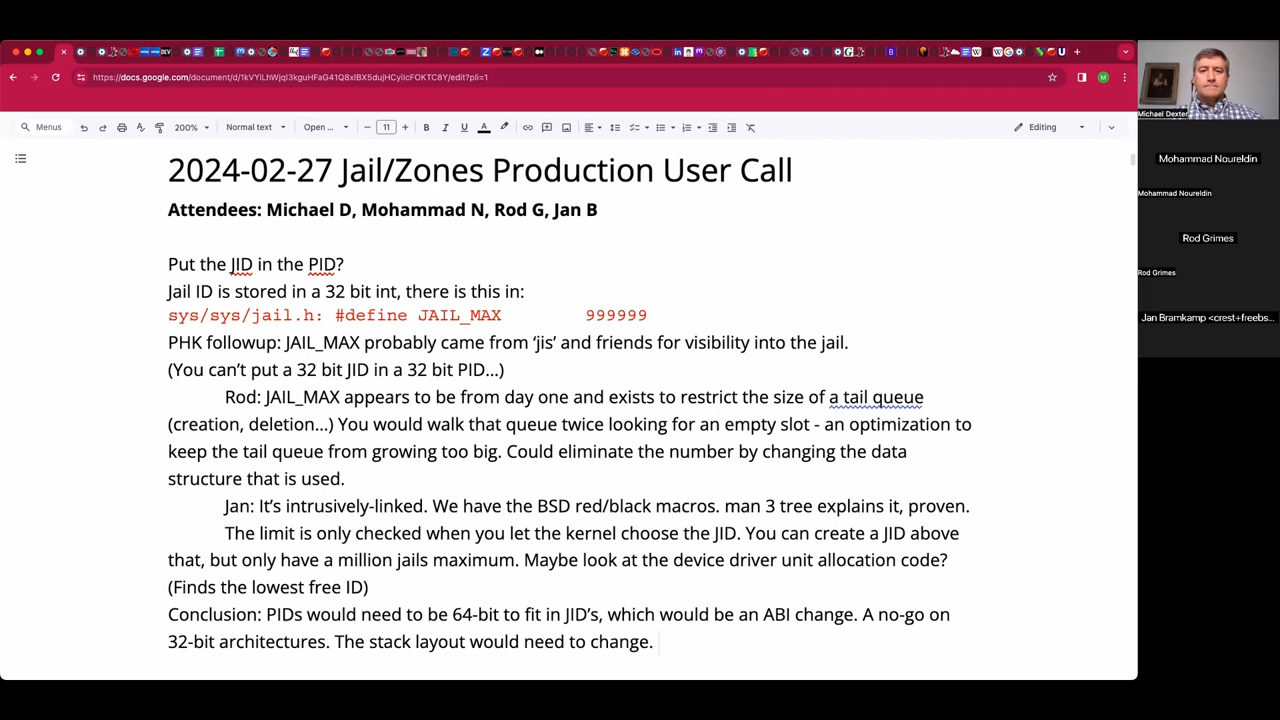 https://docs.google.com/document/d/1kVYiLhWjql3kguHFaG41Q8xlBX5dujHCyiIcFOKTC8Y/edit?pli=1
Menus
200%
Normal text
Open ...
11
Editing
2024-02-27 Jail/Zones Production User Call
Attendees: Michael D, Mohammad N, Rod G, Jan B
Put the JID in the PID?
Jail ID is stored in a 32 bit int, there is this in:
sys/sys/jail.h: #define JAIL_MAX 999999
PHK followup: JAIL_MAX probably came from ‘jis’ and friends for visibility into the jail.
(You can’t put a 32 bit JID in a 32 bit PID...)
Rod: JAIL_MAX appears to be from day one and exists to restrict the size of a tail queue
(creation, deletion...) You would walk that queue twice looking for an empty slot - an optimization to
keep the tail queue from growing too big. Could eliminate the number by changing the data
structure that is used.
Jan: It’s intrusively-linked. We have the BSD red/black macros. man 3 tree explains it, proven.
The limit is only checked when you let the kernel choose the JID. You can create a JID above
that, but only have a million jails maximum. Maybe look at the device driver unit allocation code?
(Finds the lowest free ID)
Conclusion: PIDs would need to be 64-bit to fit in JID’s, which would be an ABI change. A no-go on
32-bit architectures. The stack layout would need to change.
Michael Dexter
Mohammad Noureldin
Mohammad Noureldin
Rod Grimes
Rod Grimes
Jan Bramkamp <crest+freebs...